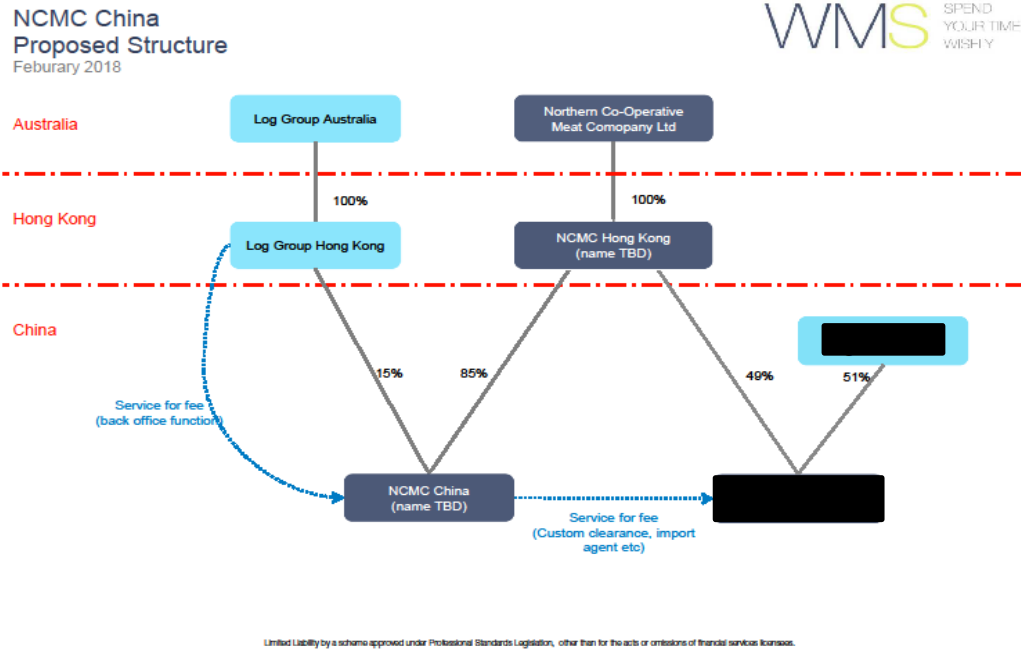 NCMC China
Proposed Structure
Feburary 2018
WMS
SPEND
YOUR TIME
WISELY
Australia
Log Group Australia
Northern Co-Operative
Meat Comopany Ltd
100%
100%
Hong Kong
Log Group Hong Kong
NCMC Hong Kong
(name TBD)
China
15%
85%
49%
51%
Service for fee
(back office function)
NCMC China
(name TBD)
Service for fee
(Custom clearance, import
agent etc)
Limited Liability by a scheme approved under Professional Standards Legislation, other than for the acts or omissions of financial services licensees.